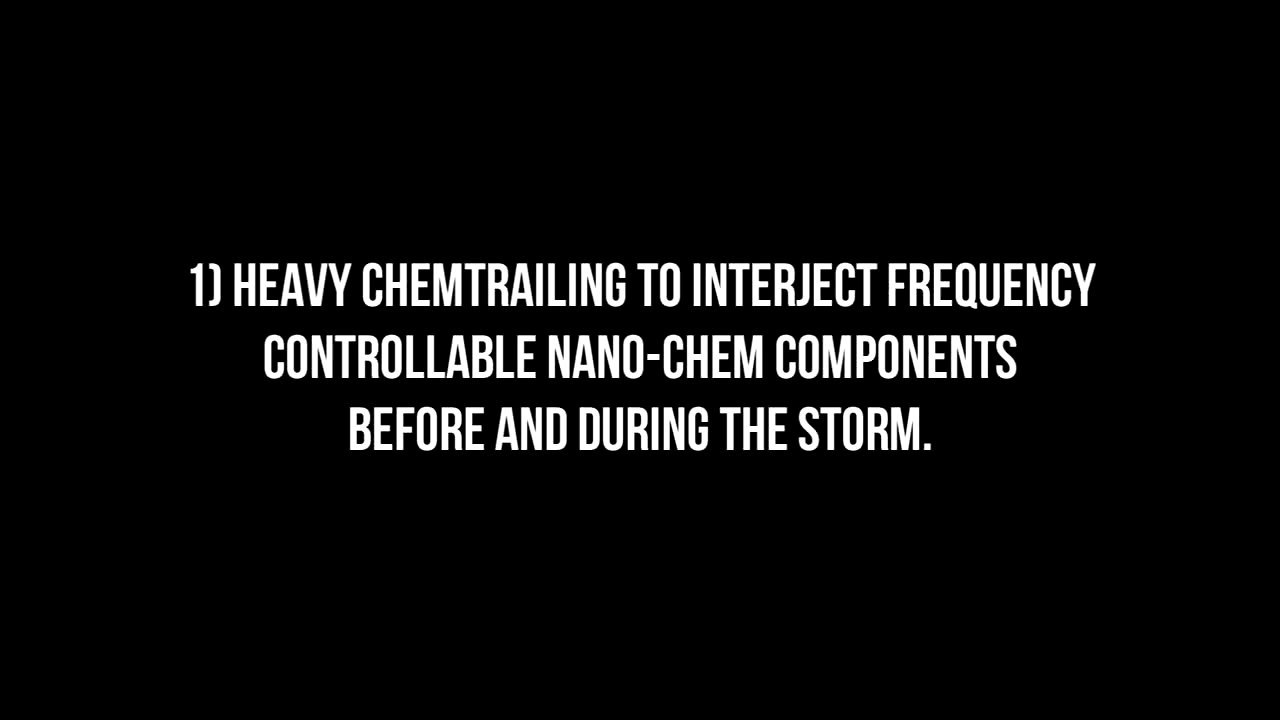 1) HEAVY CHEMTRAILING TO INTERJECT FREQUENCY
CONTROLLABLE NANO-CHEM COMPONENTS
BEFORE AND DURING THE STORM.